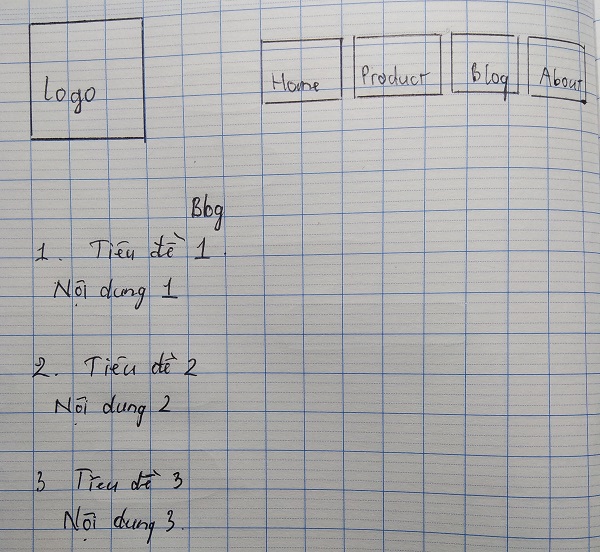 Logo
Home Product Blog About
Blog
1. Tiêu đề 1.
Nội dung 1
2. Tiêu đề 2
Nội dung 2
3 Tiêu đề 3
Nội dung 3.